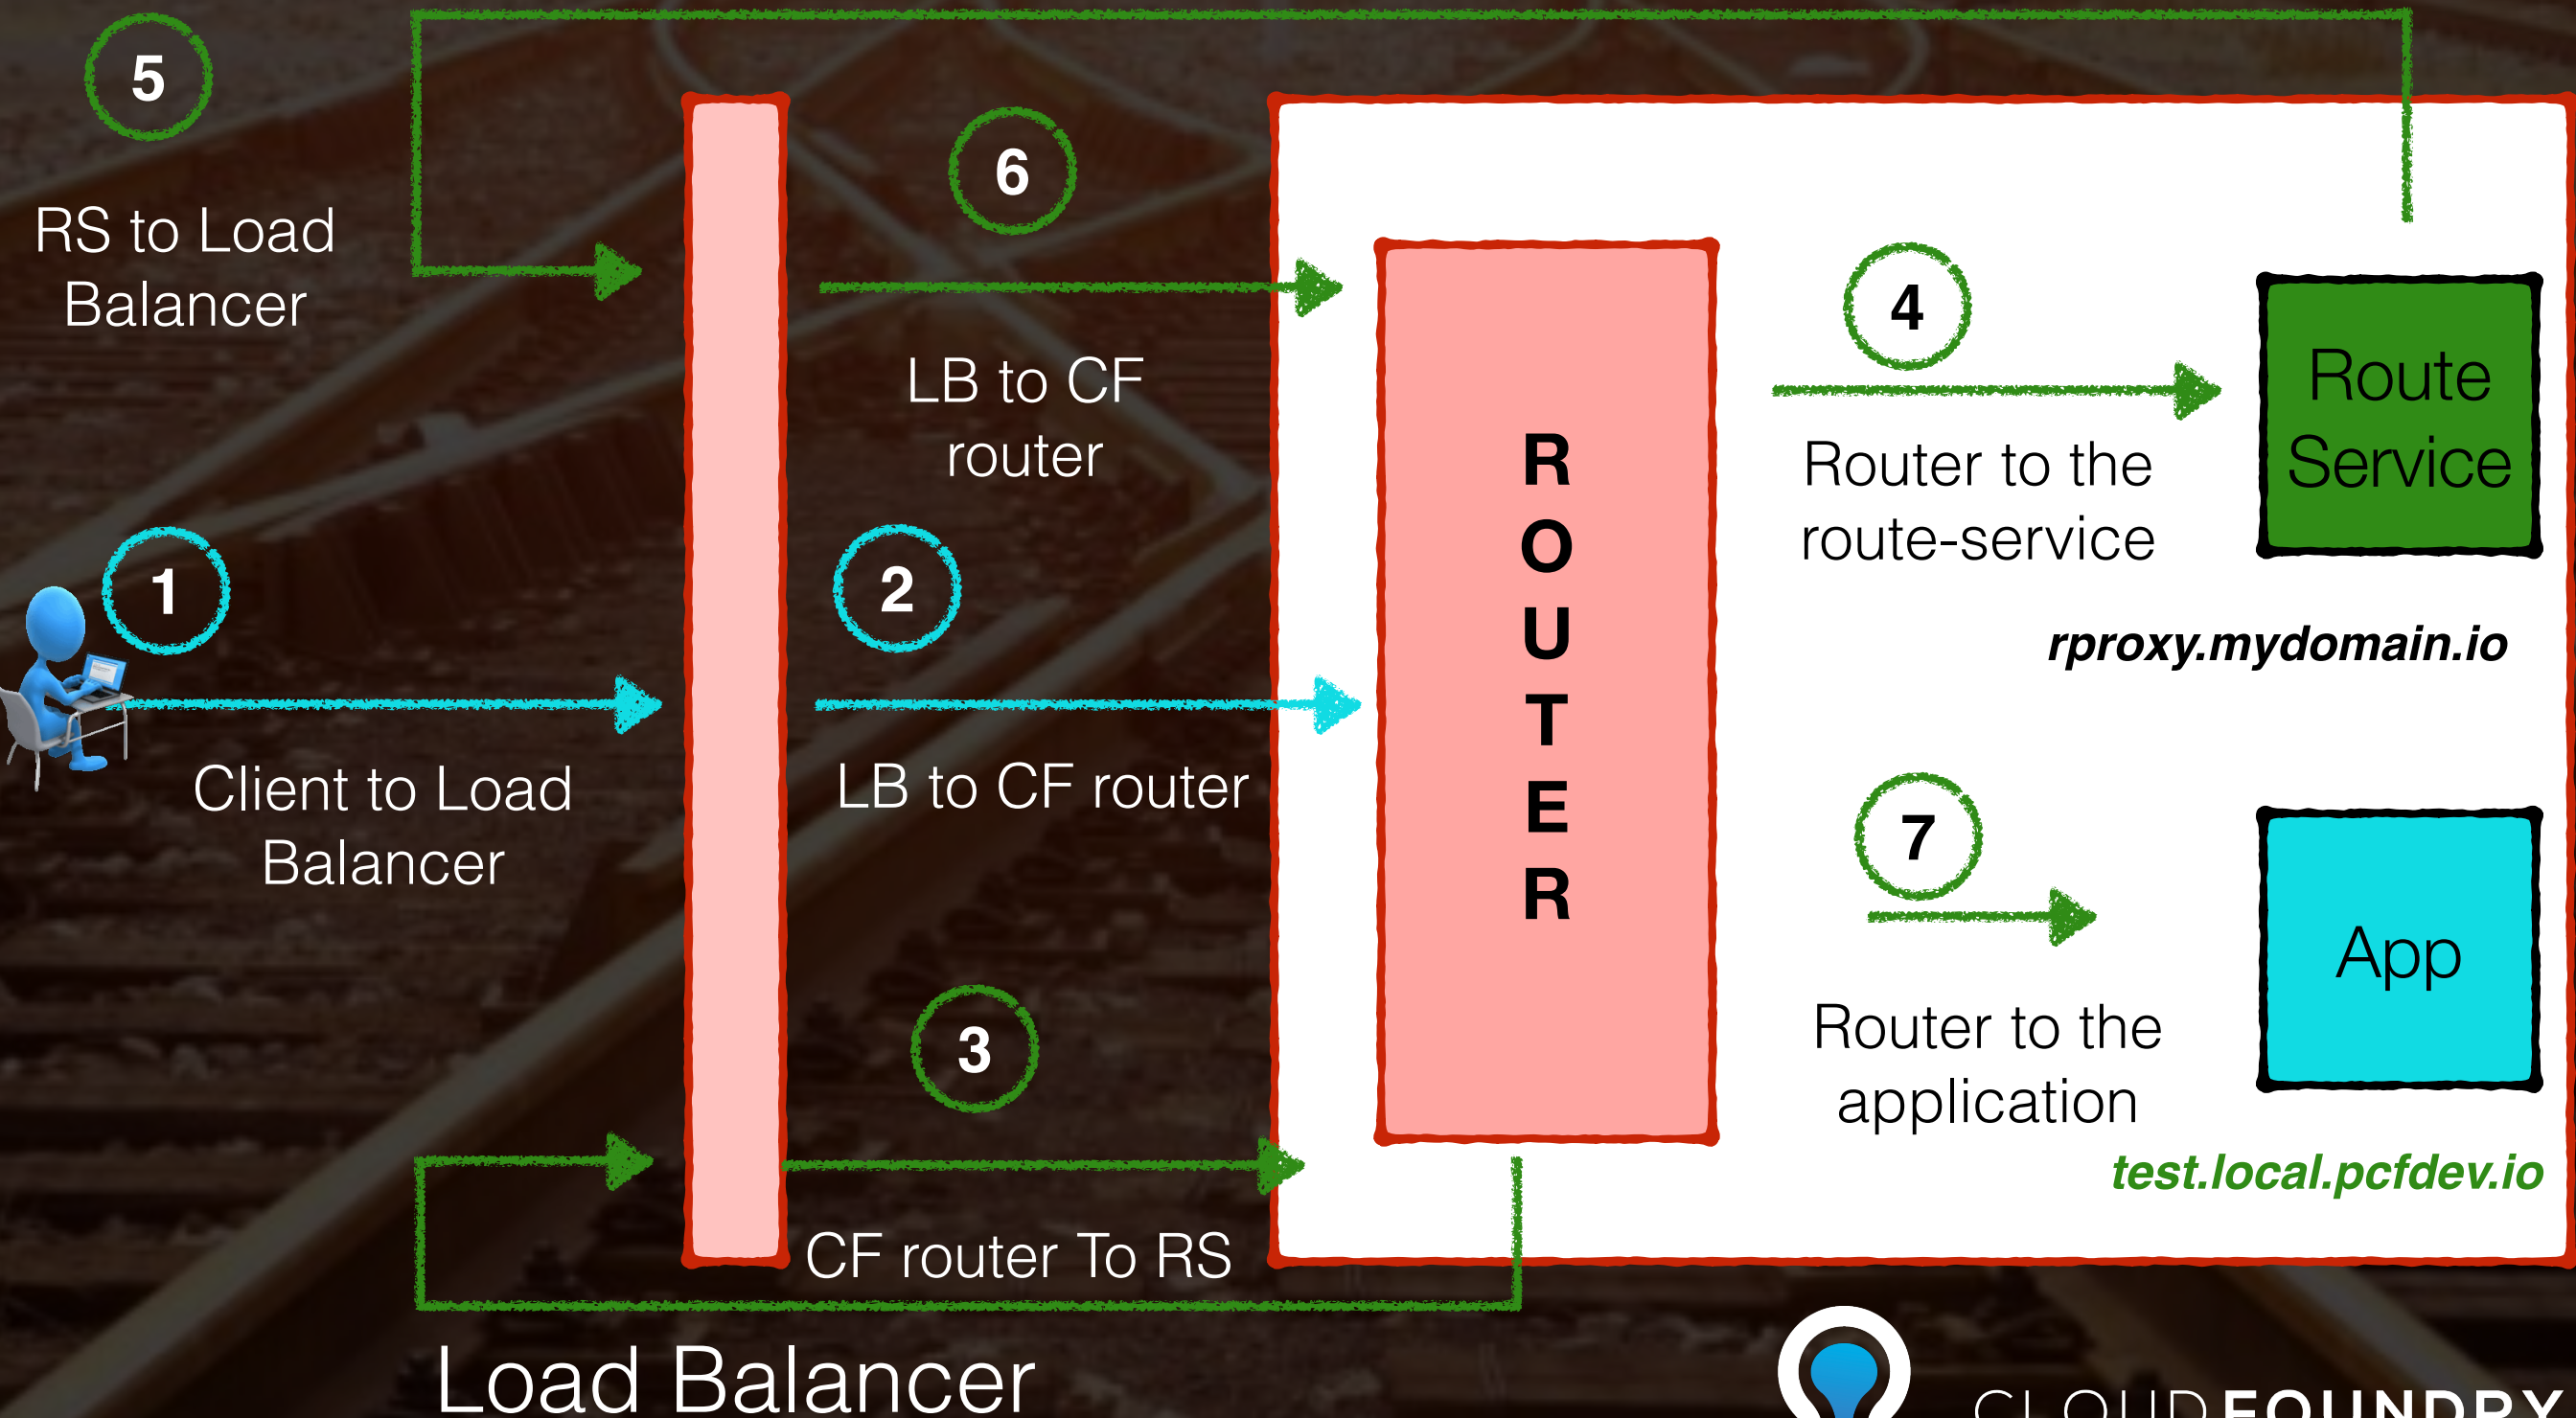 5
RS to Load
Balancer
6
LB to CF
router
4
Router to the
route-service
Route
Service
rproxy.mydomain.io
1
Client to Load
Balancer
2
LB to CF router
R
O
U
T
E
R
7
Router to the
application
App
test.local.pcfdev.io
3
CF router To RS
Load Balancer
CLOUD FOUNDRY